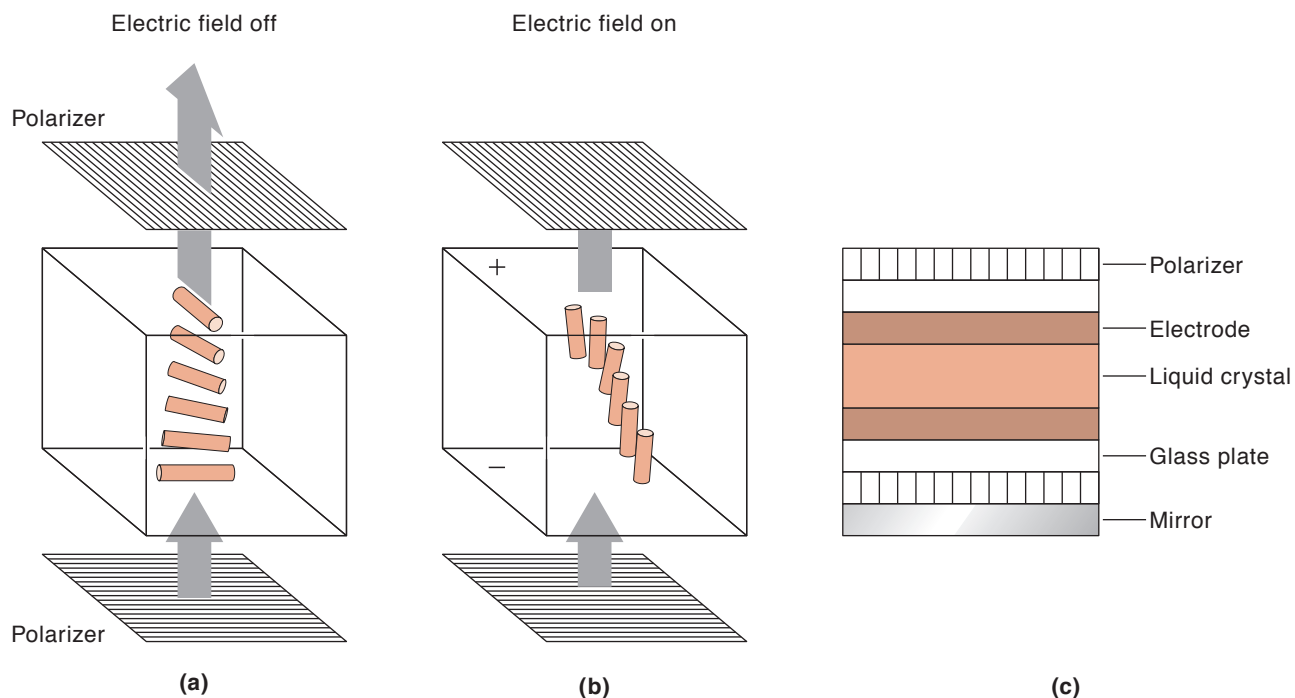 Electric field off
Electric field on
Polarizer
+
−
Polarizer
Polarizer
Electrode
Liquid crystal
Glass plate
Mirror
(a)
(b)
(c)